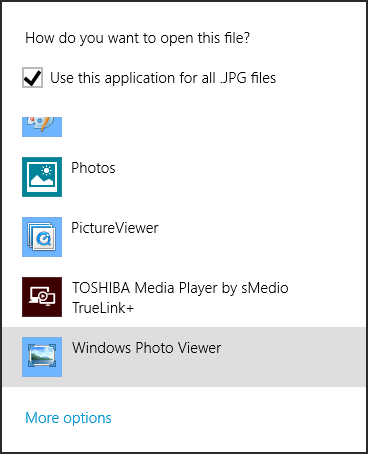 How do you want to open this file?
Use this application for all .JPG files
Photos
PictureViewer
TOSHIBA Media Player by sMedio
TrueLink+
Windows Photo Viewer
More options